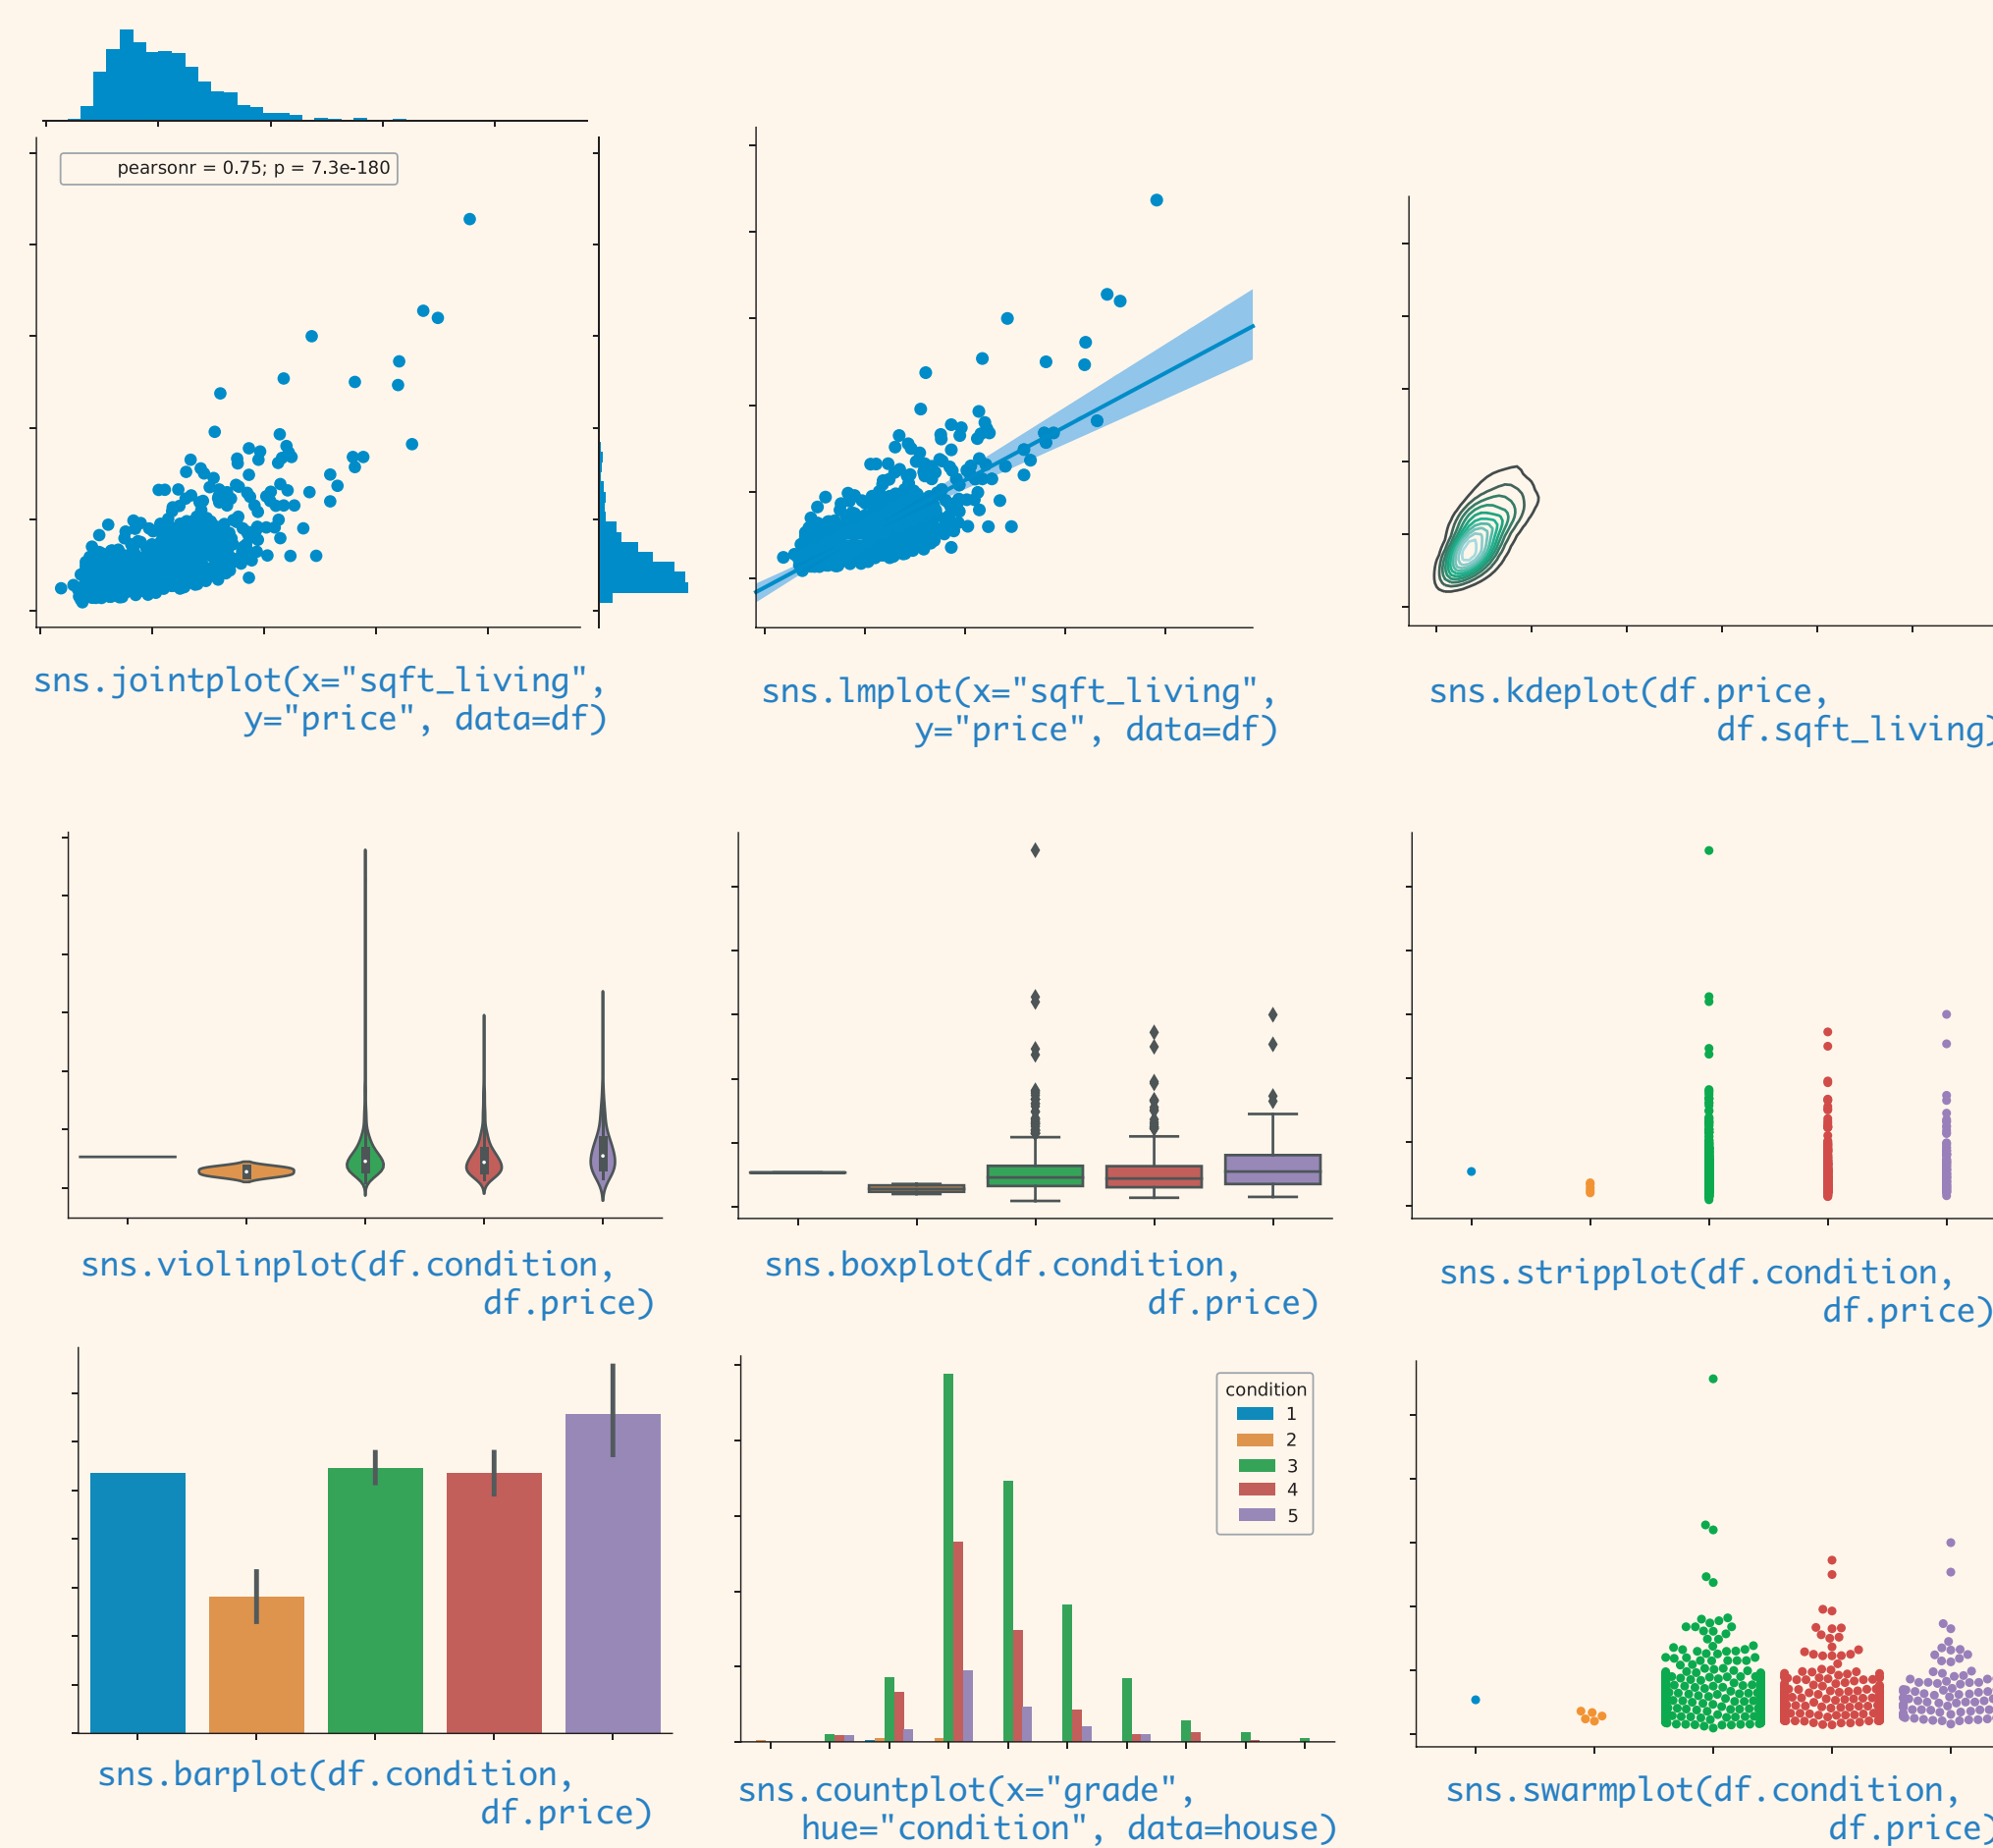 pearsonr = 0.75; p = 7.3e-180
sns.jointplot(x="sqft_living",
y="price", data=df)
sns.lmplot(x="sqft_living",
y="price", data=df)
sns.kdeplot(df.price,
df.sqft_living)
sns.violinplot(df.condition,
df.price)
sns.boxplot(df.condition,
df.price)
sns.stripplot(df.condition,
df.price)
condition
1
2
3
4
5
sns.barplot(df.condition,
df.price)
sns.countplot(x="grade",
hue="condition", data=house)
sns.swarmplot(df.condition,
df.price)